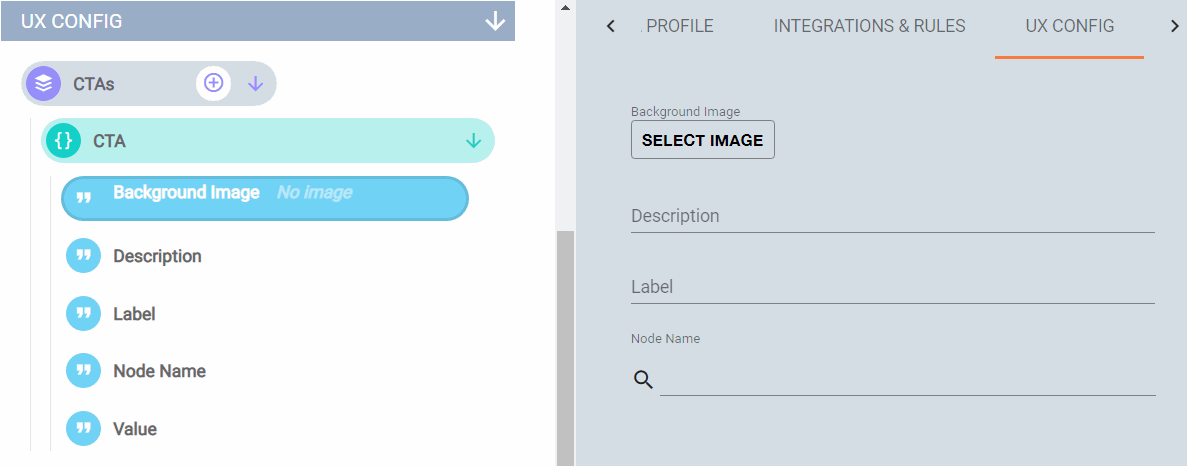 UX CONFIG
CTAs
{} CTA
Background Image No image
Description
Label
Node Name
Value
. PROFILE INTEGRATIONS & RULES UX CONFIG
Background Image
SELECT IMAGE
Description
Label
Node Name